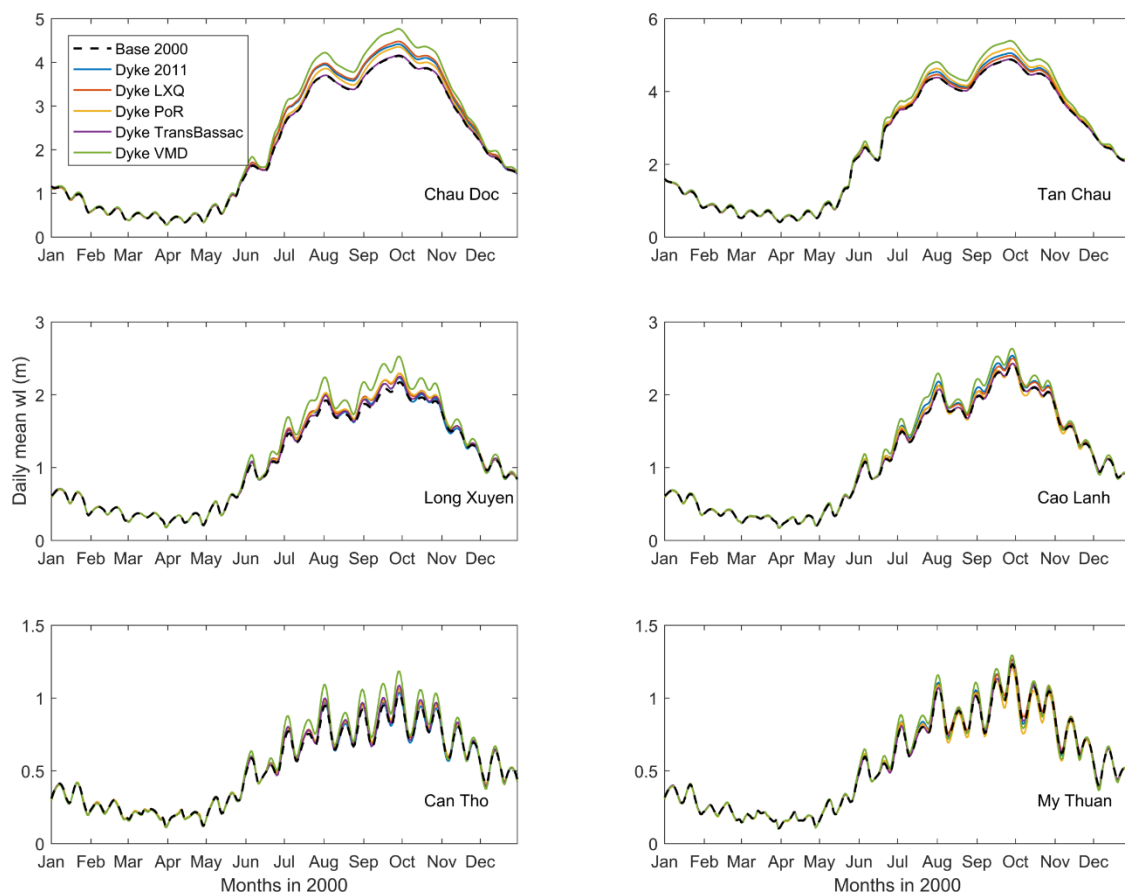 5
4
3
2
1
0
Base 2000
Dyke 2011
Dyke LXQ
Dyke PoR
Dyke TransBassac
Dyke VMD
Chau Doc
Jan Feb Mar Apr May Jun Jul Aug Sep Oct Nov Dec
6
4
2
0
Tan Chau
Jan Feb Mar Apr May Jun Jul Aug Sep Oct Nov Dec
Daily mean wl (m)
3
2
1
0
Long Xuyen
Jan Feb Mar Apr May Jun Jul Aug Sep Oct Nov Dec
3
2
1
0
Cao Lanh
Jan Feb Mar Apr May Jun Jul Aug Sep Oct Nov Dec
1.5
1
0.5
0
Can Tho
Jan Feb Mar Apr May Jun Jul Aug Sep Oct Nov Dec
Months in 2000
1.5
1
0.5
0
My Thuan
Jan Feb Mar Apr May Jun Jul Aug Sep Oct Nov Dec
Months in 2000